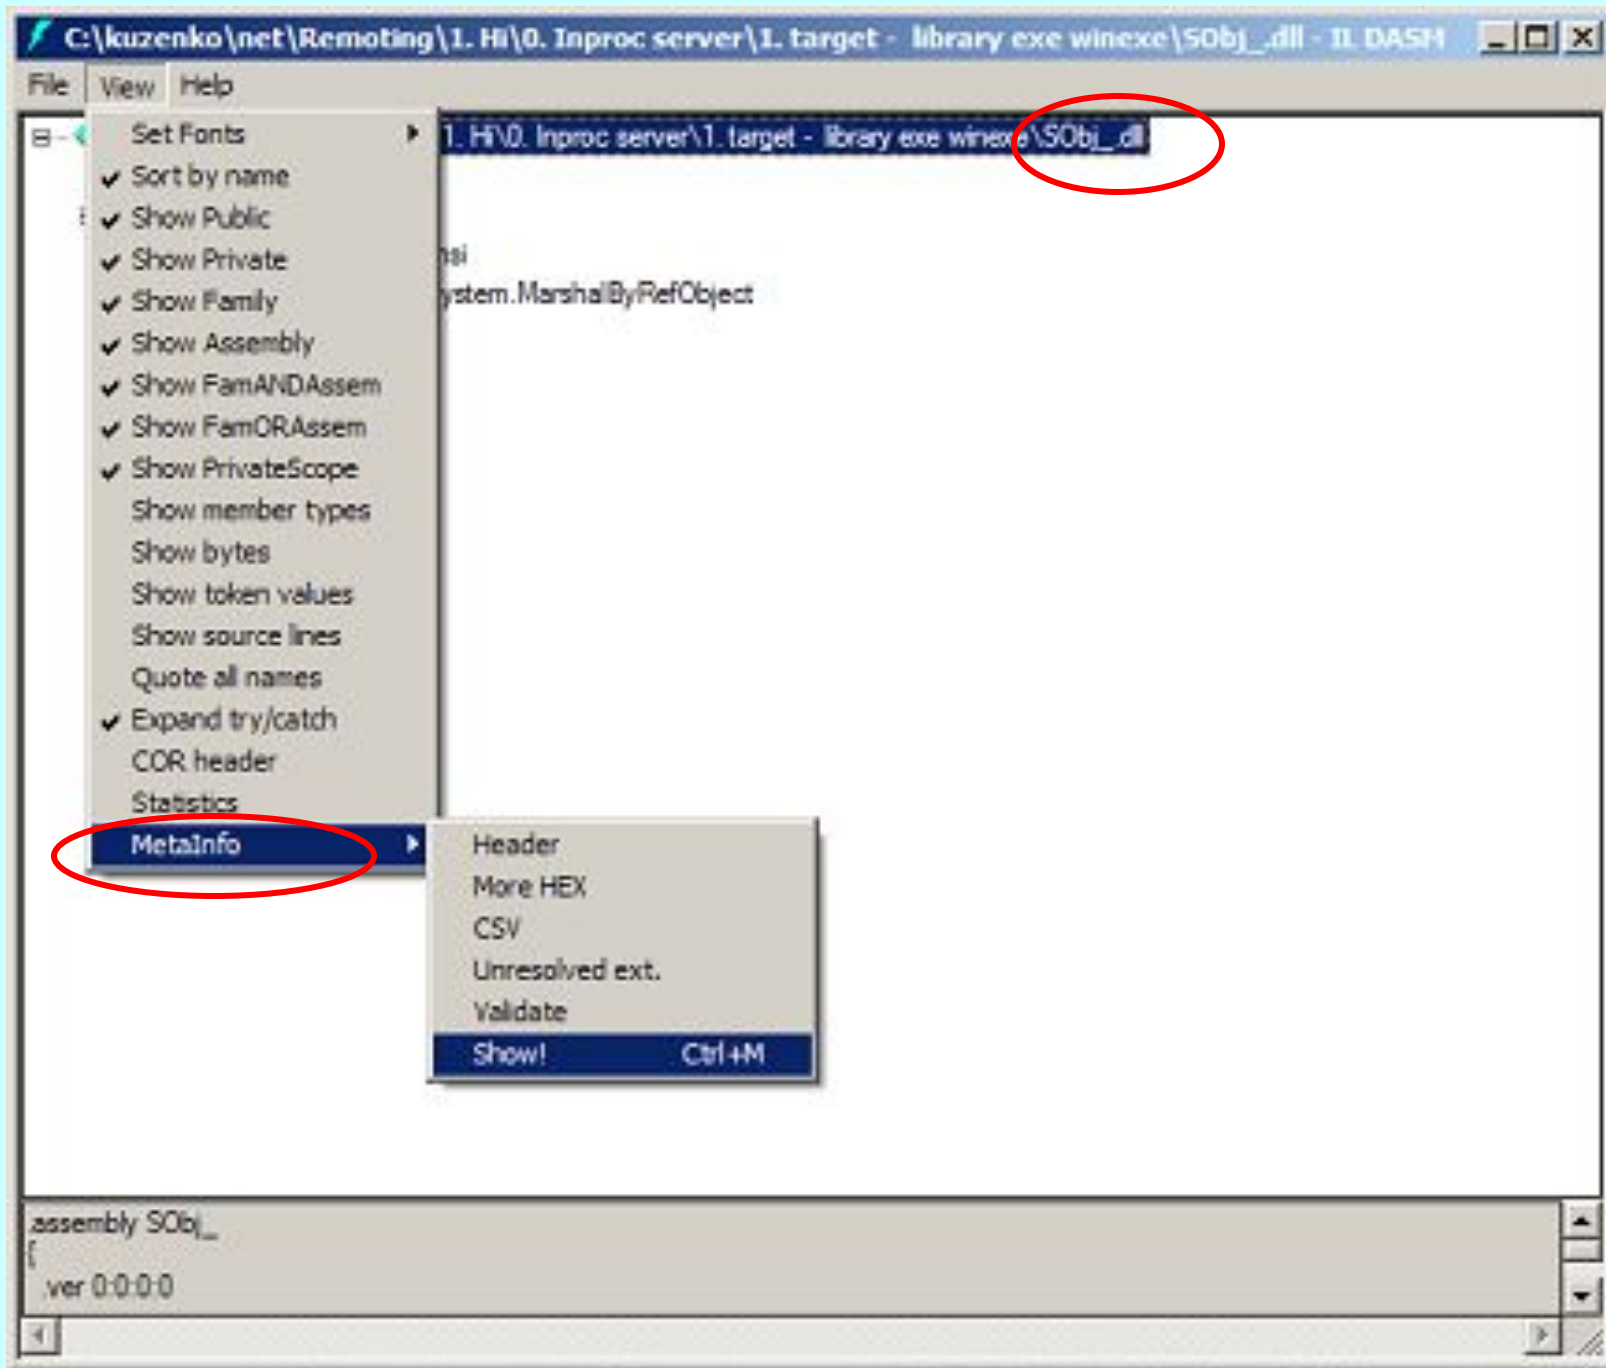 C:\kuzenko\net\Remoting\1. Hi\0. Inproc server\1. target - library exe winexe\SObj_.dll - IL DASM
File View Help
1. Hi\0. Inproc server\1. target - library exe winexe\SObj_.dll
Set Fonts
Sort by name
Show Public
Show Private
nsi
Show Family
ystem.MarshalByRefObject
Show Assembly
Show FamANDAssem
Show FamORAssem
Show PrivateScope
Show member types
Show bytes
Show token values
Show source lines
Quote all names
Expand try/catch
COR header
Statistics
MetaInfo
Header
More HEX
CSV
Unresolved ext.
Validate
Show! Ctrl+M
.assembly SObj_
{
.ver 0:0:0:0